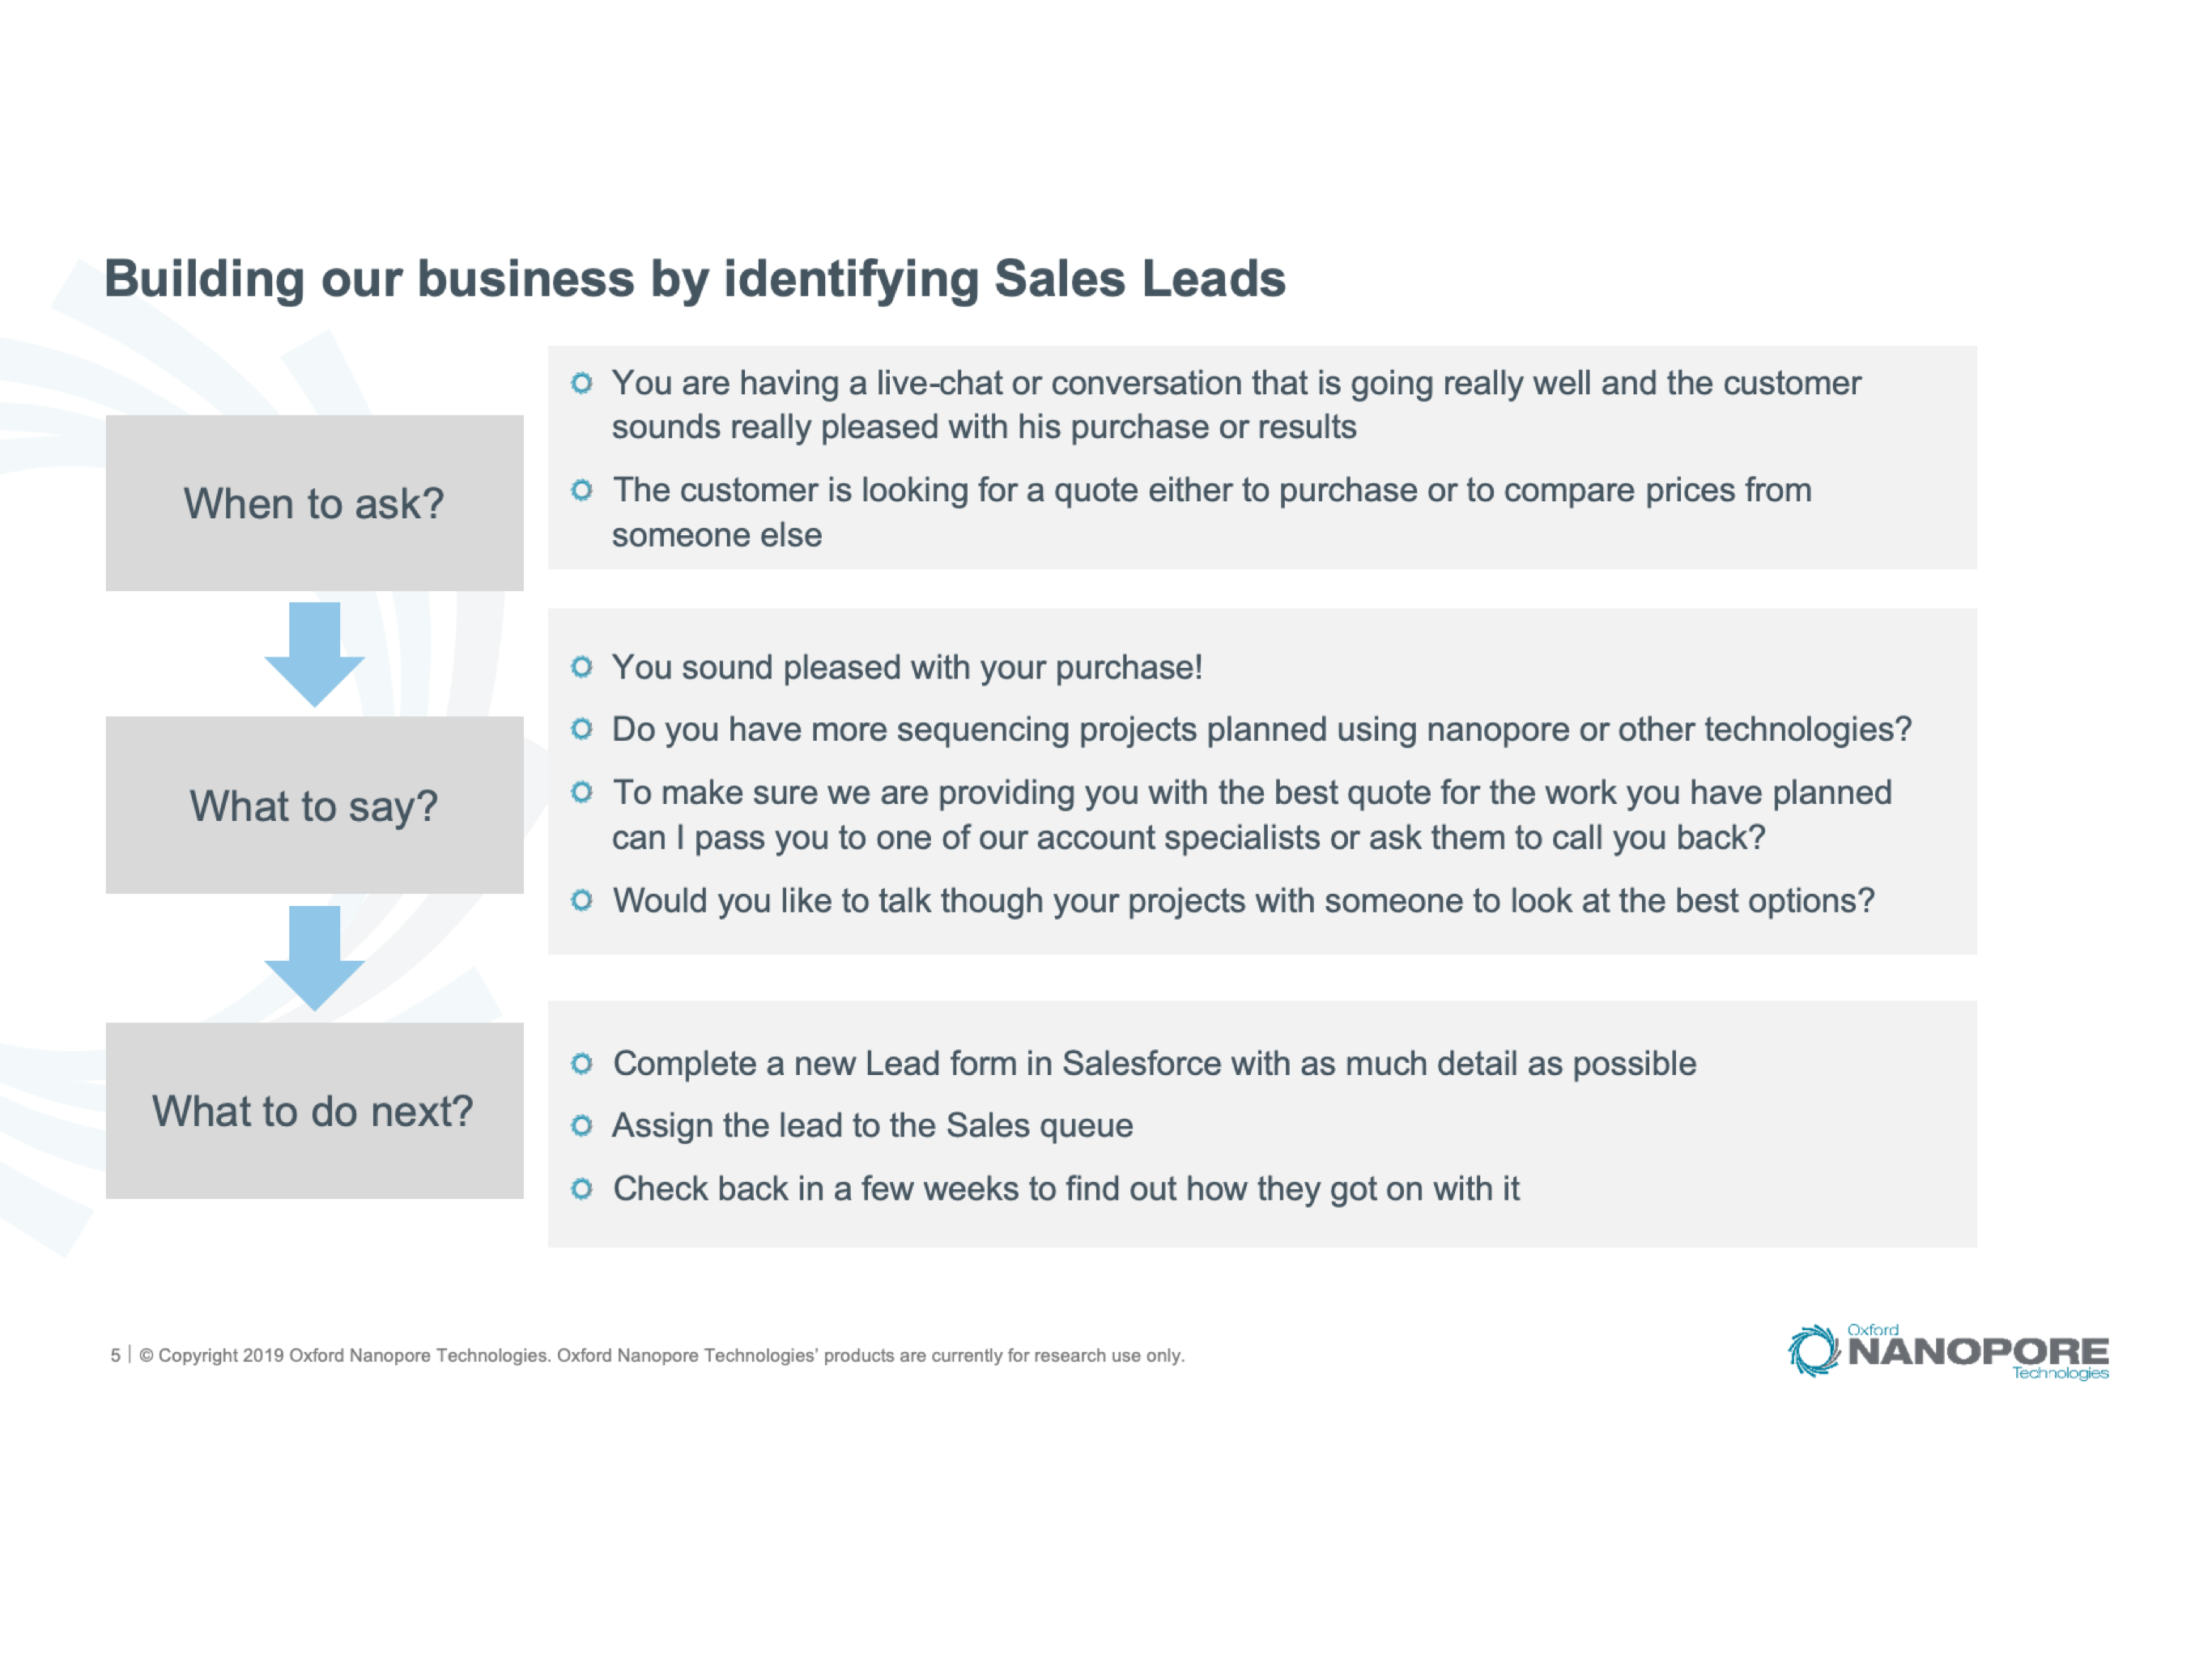 Building our business by identifying Sales Leads
When to ask?
You are having a live-chat or conversation that is going really well and the customer
sounds really pleased with his purchase or results
The customer is looking for a quote either to purchase or to compare prices from
someone else
What to say?
You sound pleased with your purchase!
Do you have more sequencing projects planned using nanopore or other technologies?
To make sure we are providing you with the best quote for the work you have planned
can I pass you to one of our account specialists or ask them to call you back?
Would you like to talk though your projects with someone to look at the best options?
What to do next?
Complete a new Lead form in Salesforce with as much detail as possible
Assign the lead to the Sales queue
Check back in a few weeks to find out how they got on with it
5 | © Copyright 2019 Oxford Nanopore Technologies. Oxford Nanopore Technologies’ products are currently for research use only.
Oxford
NANOPORE
Technologies